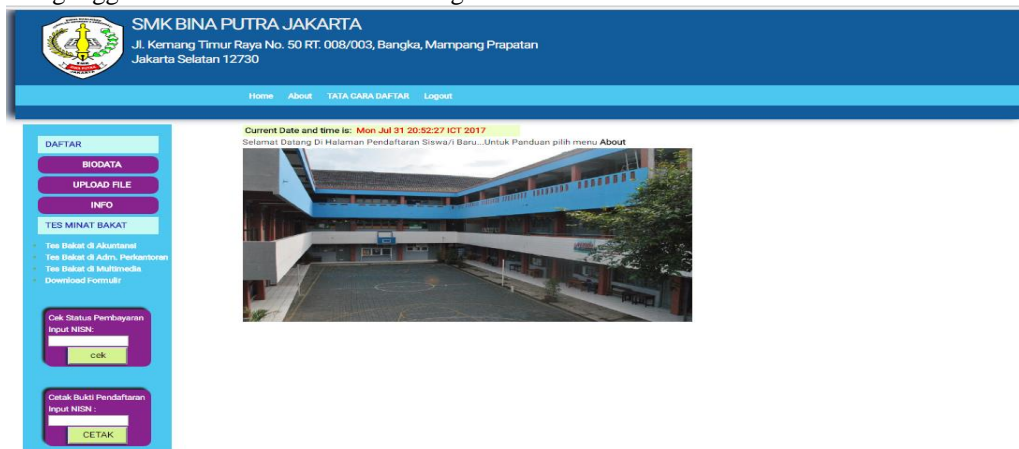 SMK BINA PUTRA JAKARTA
Jl. Kemang Timur Raya No. 50 RT. 008/003, Bangka, Mampang Prapatan
Jakarta Selatan 12730
Home About TATA CARA DAFTAR Logout
DAFTAR
BIODATA
UPLOAD FILE
INFO
TES MINAT BAKAT
Tes Bakat di Akuntansi
Tes Bakat di Adm. Perkantoran
Tes Bakat di Multimedia
Download Formulir
Cek Status Pembayaran
Input NISN:
cek
Cetak Bukti Pendaftaran
Input NISN :
CETAK
Current Date and time is: Mon Jul 31 20:52:27 ICT 2017
Selamat Datang Di Halaman Pendaftaran Siswa/i Baru...Untuk Panduan pilih menu About